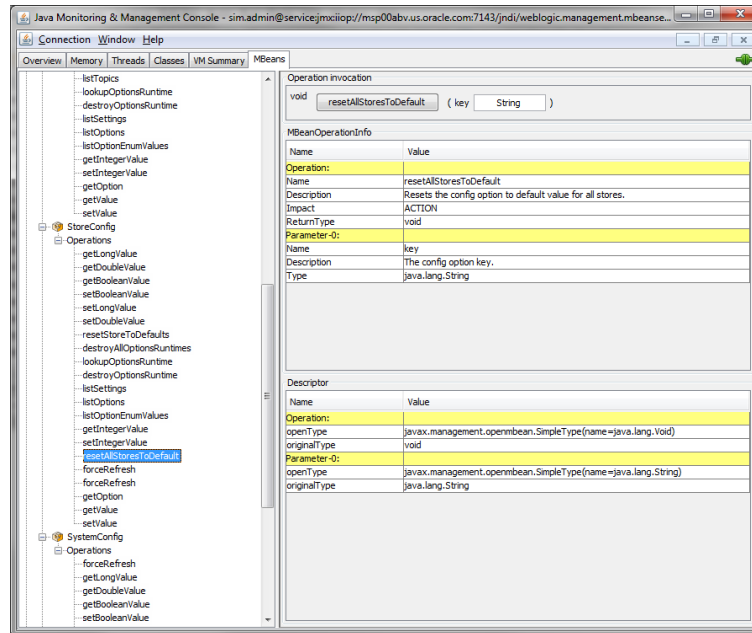 Java Monitoring & Management Console - sim.admin@service:jmx:iiop://msp00abv.us.oracle.com:7143/jndi/weblogic.management.mbeanse...
Connection Window Help
Overview Memory Threads Classes VM Summary MBeans
listTopics
lookupOptionsRuntime
destroyOptionsRuntime
listSettings
listOptions
listOptionEnumValues
getIntegerValue
setIntegerValue
getOption
getValue
setValue
StoreConfig
Operations
getLongValue
getDoubleValue
getBooleanValue
setBooleanValue
setLongValue
setDoubleValue
resetStoreToDefaults
destroyAllOptionsRuntimes
lookupOptionsRuntime
destroyOptionsRuntime
listSettings
listOptions
listOptionEnumValues
getIntegerValue
setIntegerValue
resetAllStoresToDefault
forceRefresh
forceRefresh
getOption
getValue
setValue
SystemConfig
Operations
forceRefresh
getLongValue
getDoubleValue
getBooleanValue
setBooleanValue
Operation invocation
void resetAllStoresToDefault ( key String )
MBeanOperationInfo
Name Value
Operation:
Name resetAllStoresToDefault
Description Resets the config option to default value for all stores.
Impact ACTION
ReturnType void
Parameter-0:
Name key
Description The config option key.
Type java.lang.String
Descriptor
Name Value
Operation:
openType javax.management.openmbean.SimpleType(name=java.lang.Void)
originalType void
Parameter-0:
openType javax.management.openmbean.SimpleType(name=java.lang.String)
originalType java.lang.String